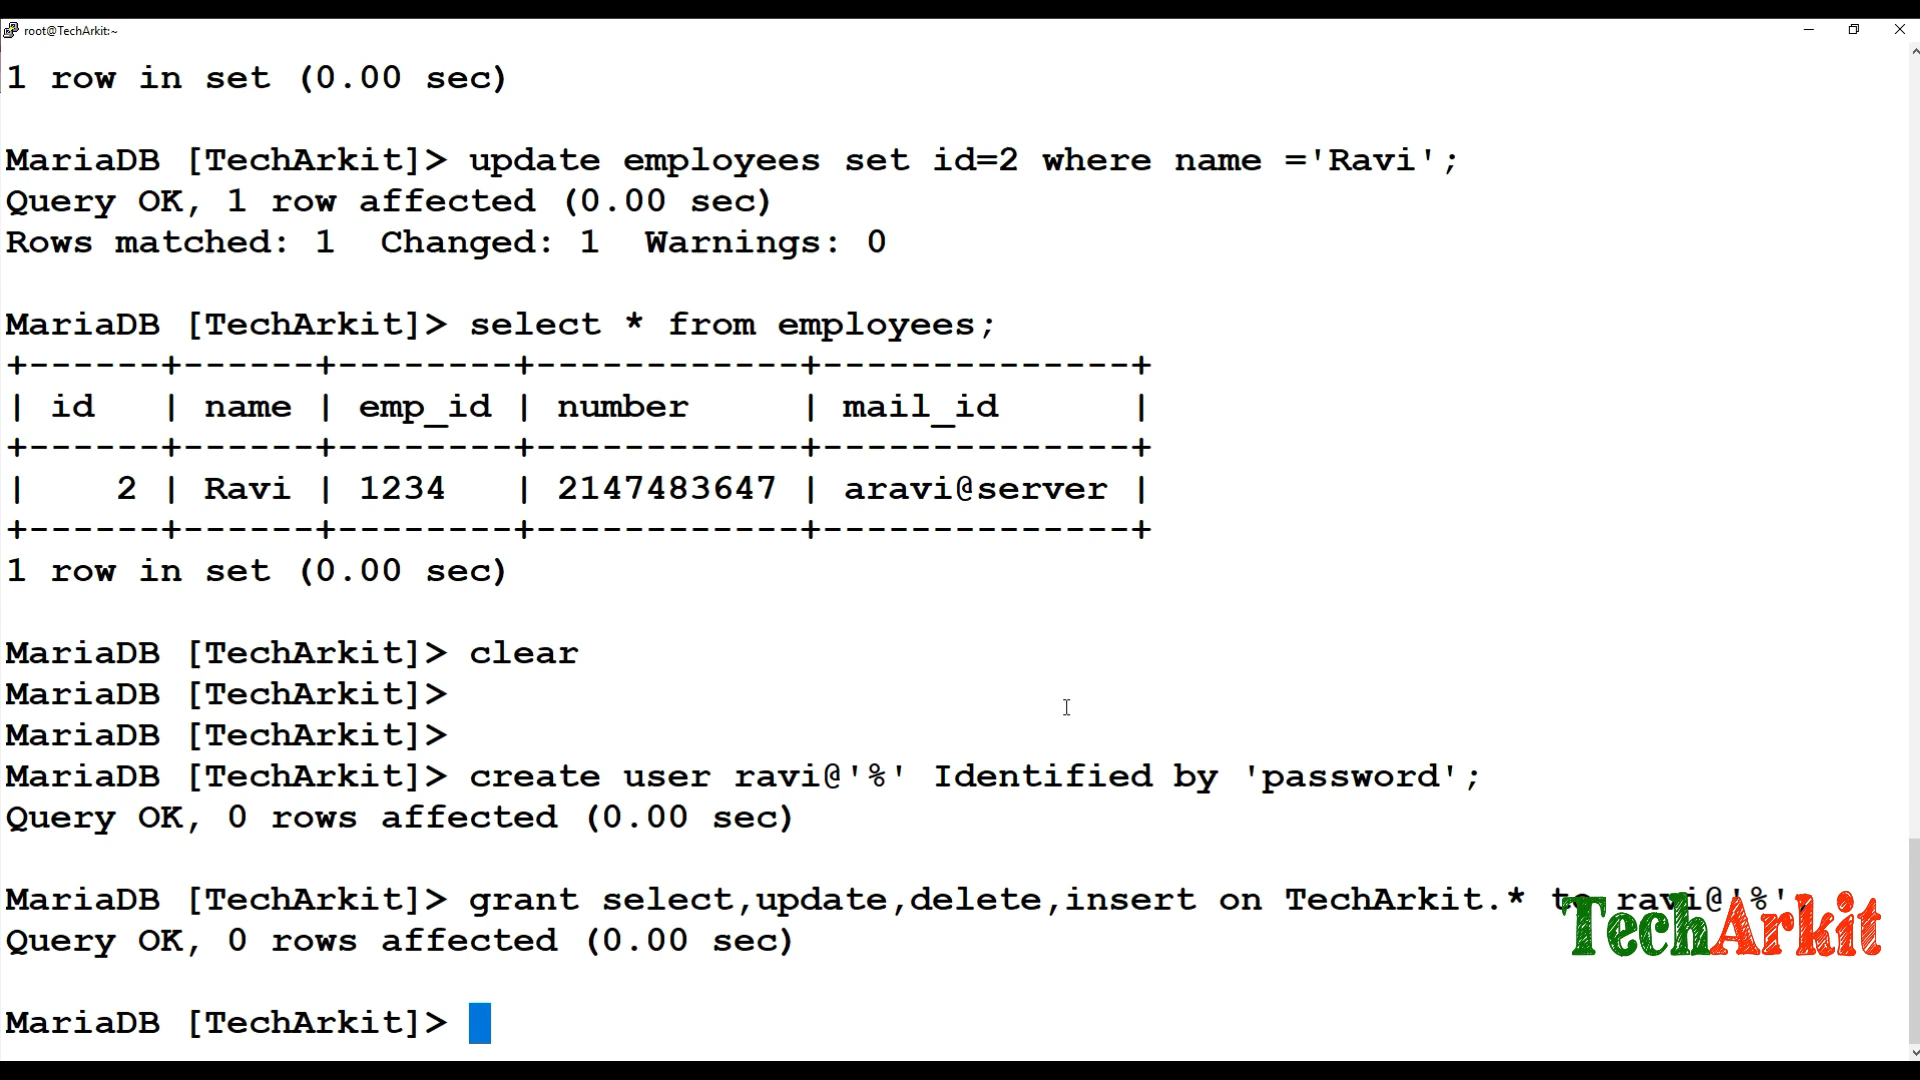 root@TechArkit:~
1 row in set (0.00 sec)
MariaDB [TechArkit]> update employees set id=2 where name ='Ravi';
Query OK, 1 row affected (0.00 sec)
Rows matched: 1  Changed: 1  Warnings: 0
MariaDB [TechArkit]> select * from employees;
+------+------+--------+------------+--------------+
| id   | name | emp_id | number     | mail_id      |
+------+------+--------+------------+--------------+
|    2 | Ravi | 1234   | 2147483647 | aravi@server |
+------+------+--------+------------+--------------+
1 row in set (0.00 sec)
MariaDB [TechArkit]> clear
MariaDB [TechArkit]>
MariaDB [TechArkit]>
MariaDB [TechArkit]> create user ravi@'%' Identified by 'password';
Query OK, 0 rows affected (0.00 sec)
MariaDB [TechArkit]> grant select,update,delete,insert on TechArkit.* to ravi@'%';
Query OK, 0 rows affected (0.00 sec)
TechArkit
MariaDB [TechArkit]>